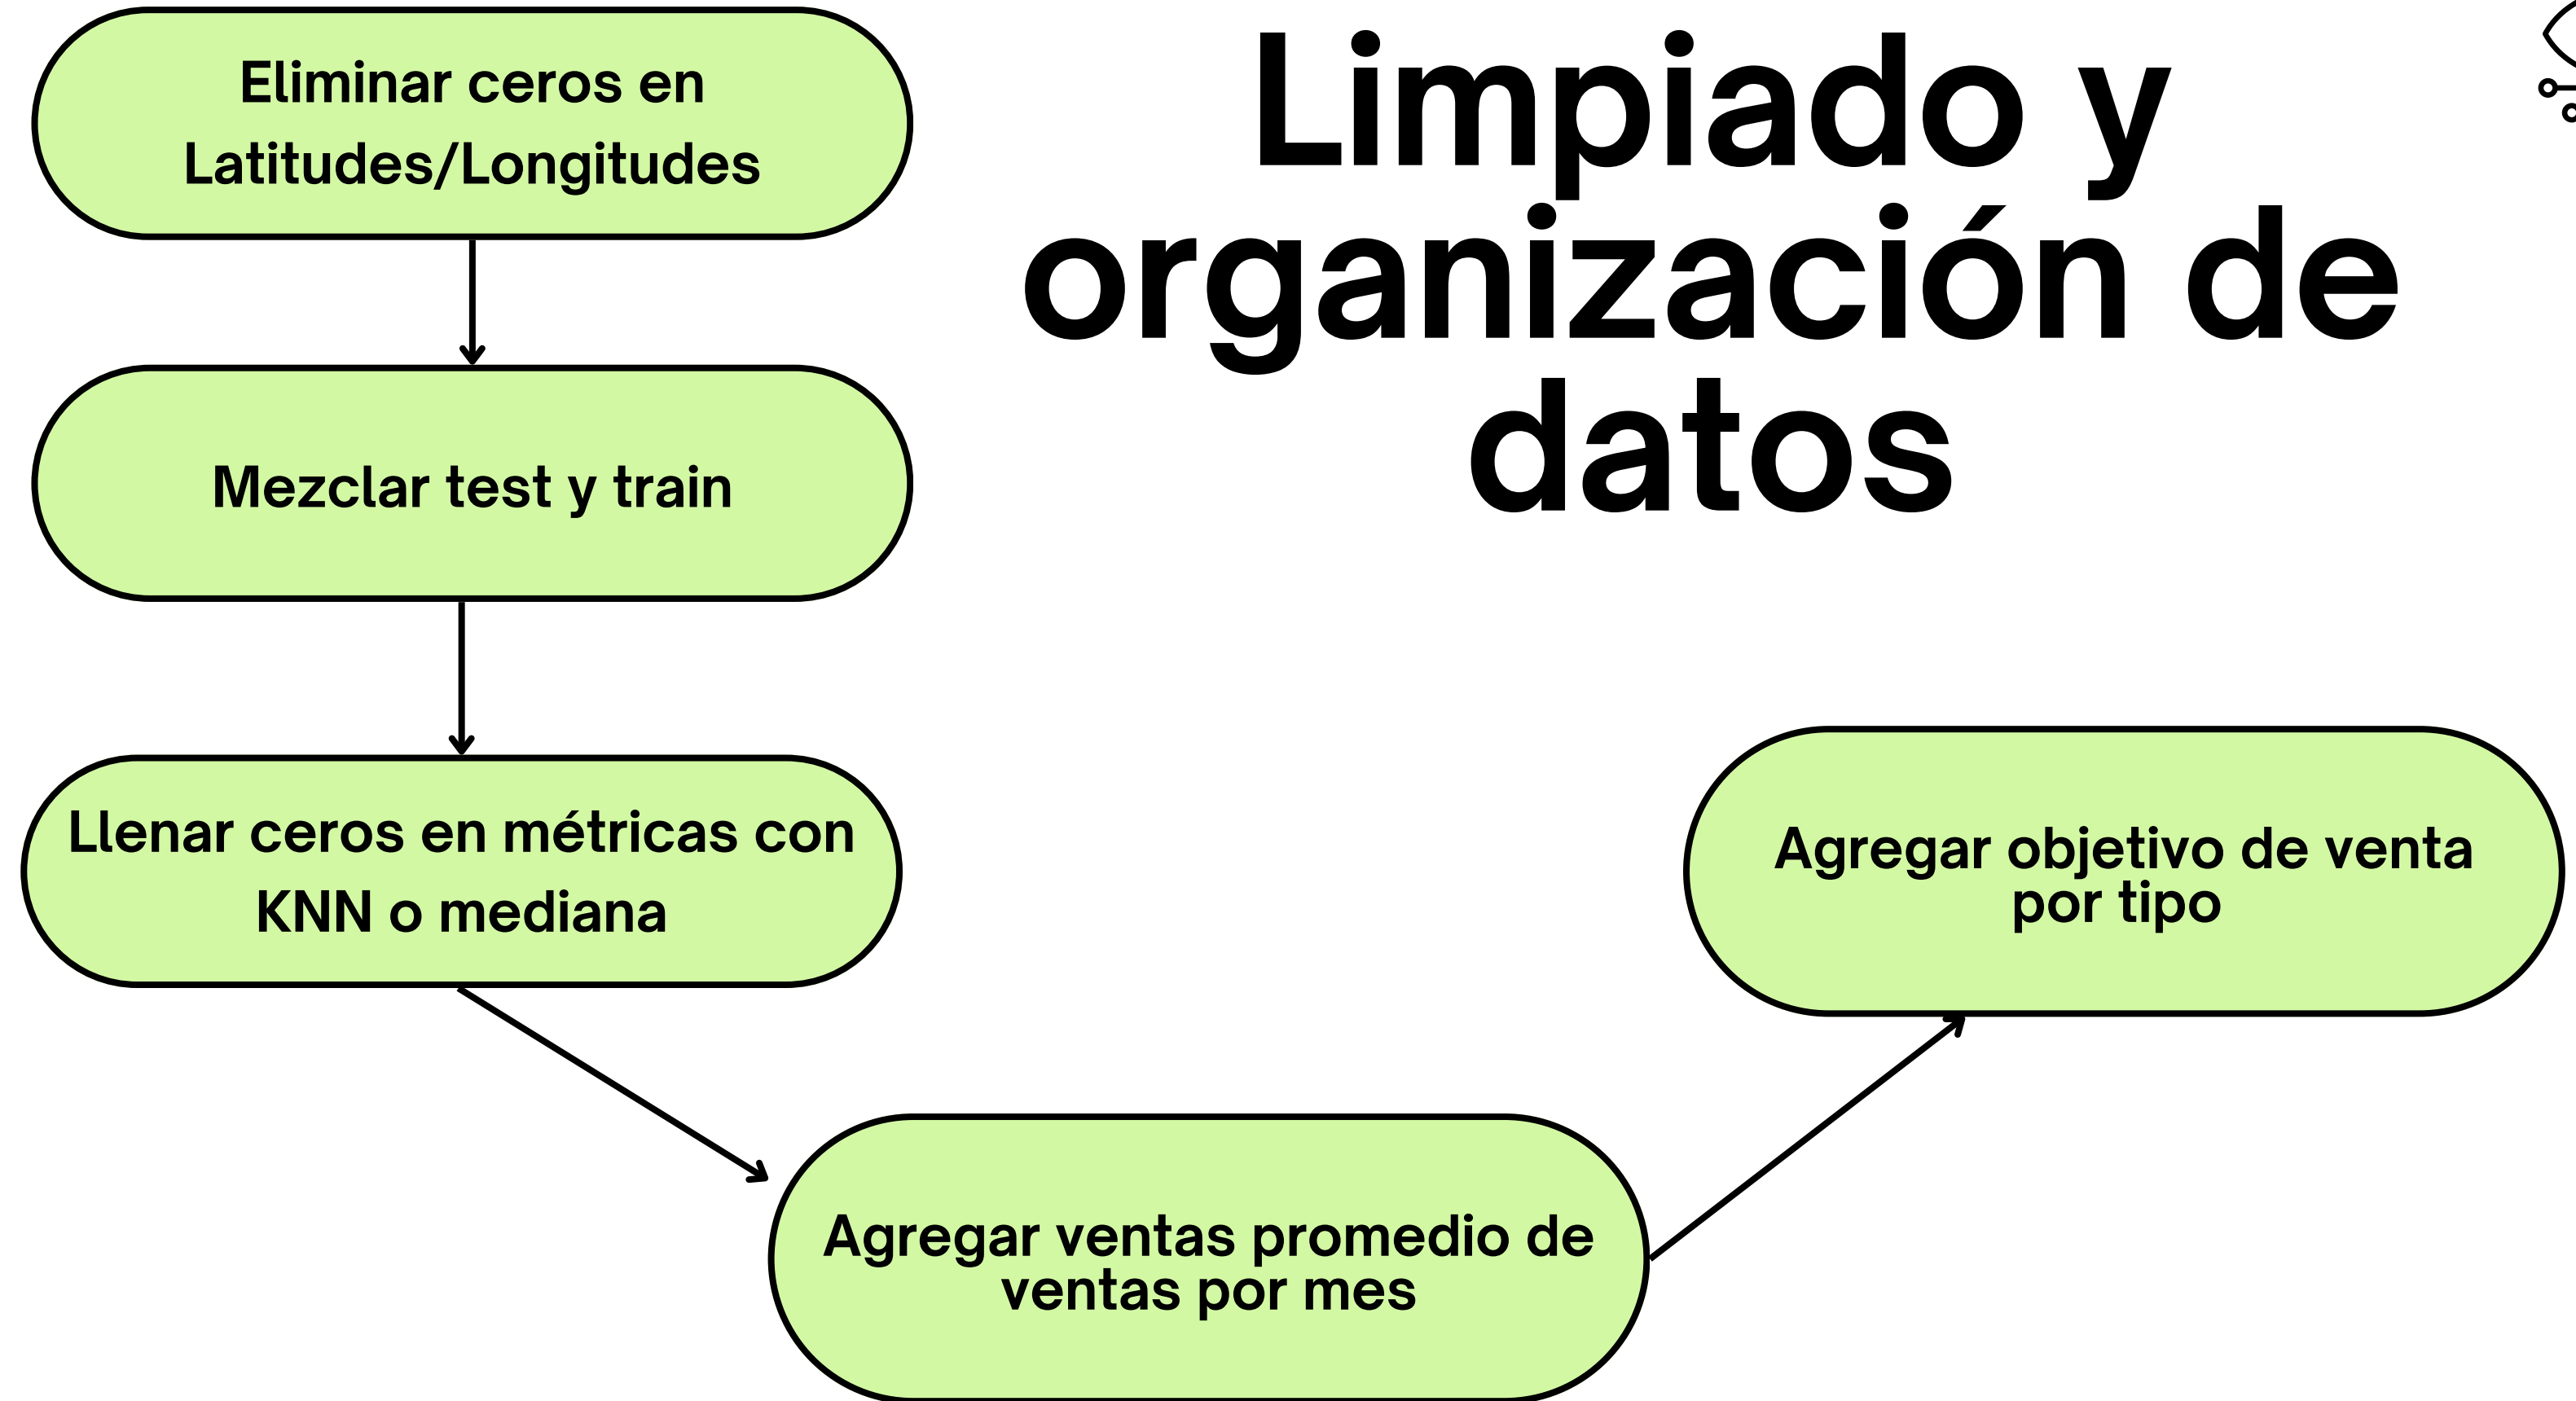 Limpiado y
organización de
datos
Eliminar ceros en
Latitudes/Longitudes
Mezclar test y train
Llenar ceros en métricas con
KNN o mediana
Agregar ventas promedio de
ventas por mes
Agregar objetivo de venta
por tipo